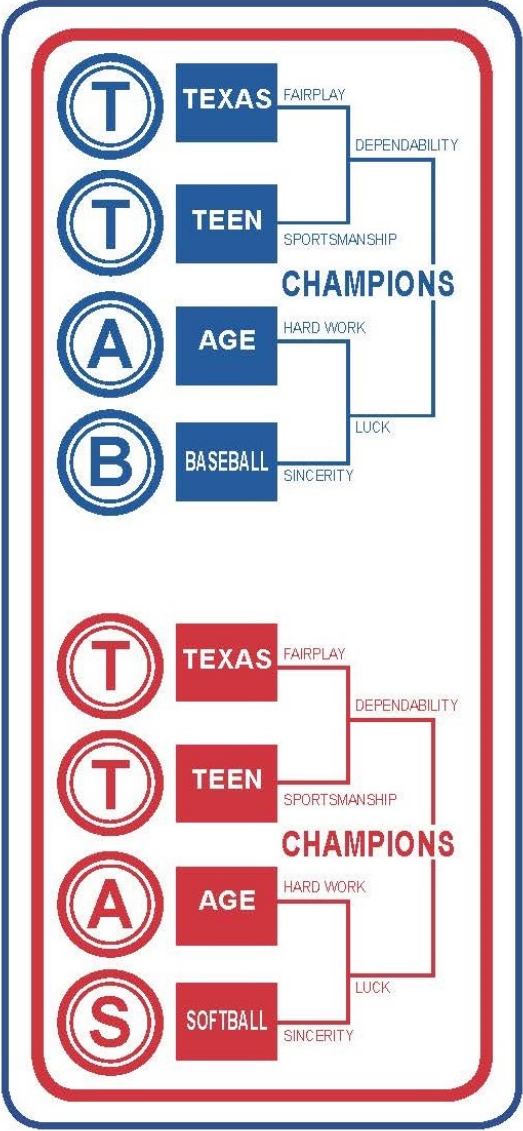 T TEXAS FAIRPLAY
DEPENDABILITY
T TEEN
SPORTSMANSHIP
CHAMPIONS
A AGE HARD WORK
LUCK
B BASEBALL
SINCERITY
T TEXAS FAIRPLAY
DEPENDABILITY
T TEEN
SPORTSMANSHIP
CHAMPIONS
A AGE HARD WORK
LUCK
S SOFTBALL
SINCERITY